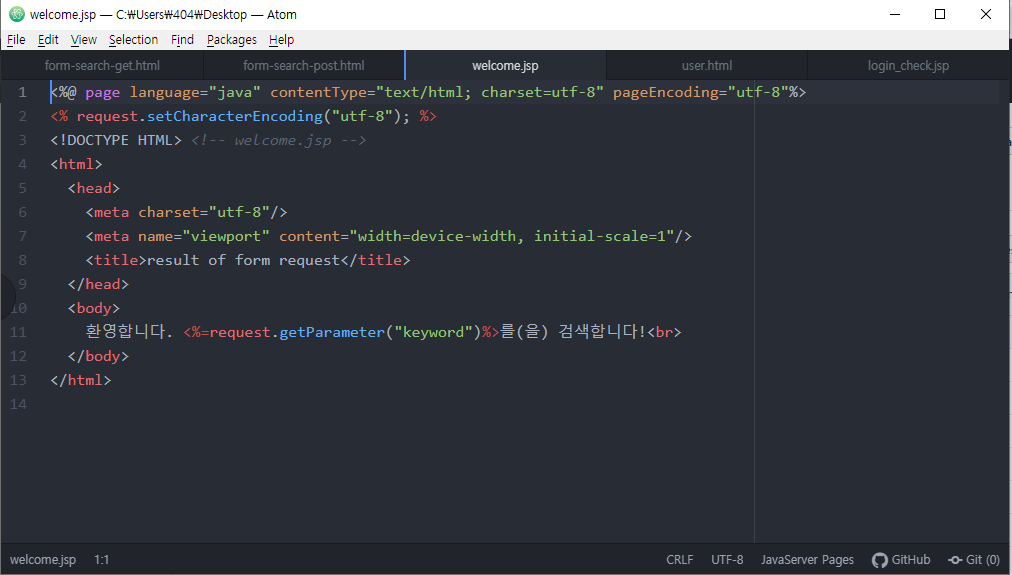 welcome.jsp — C:₩Users₩404₩Desktop — Atom
File Edit View Selection Find Packages Help
form-search-get.html form-search-post.html welcome.jsp user.html login_check.jsp
1 <%@ page language="java" contentType="text/html; charset=utf-8" pageEncoding="utf-8"%>
2 <% request.setCharacterEncoding("utf-8"); %>
3 <!DOCTYPE HTML> <!-- welcome.jsp -->
4 <html>
5 <head>
6 <meta charset="utf-8"/>
7 <meta name="viewport" content="width=device-width, initial-scale=1"/>
8 <title>result of form request</title>
9 </head>
10 <body>
11 환영합니다. <%=request.getParameter("keyword")%>를(을) 검색합니다!<br>
12 </body>
13 </html>
14
welcome.jsp 1:1 CRLF UTF-8 JavaServer Pages GitHub Git (0)